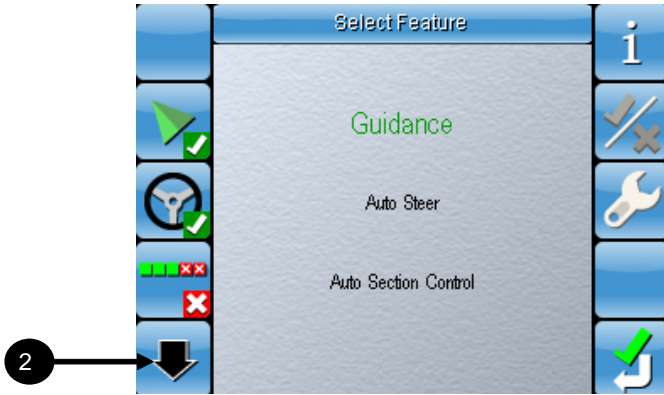 Select Feature
i
Guidance
Auto Steer
Auto Section Control
2